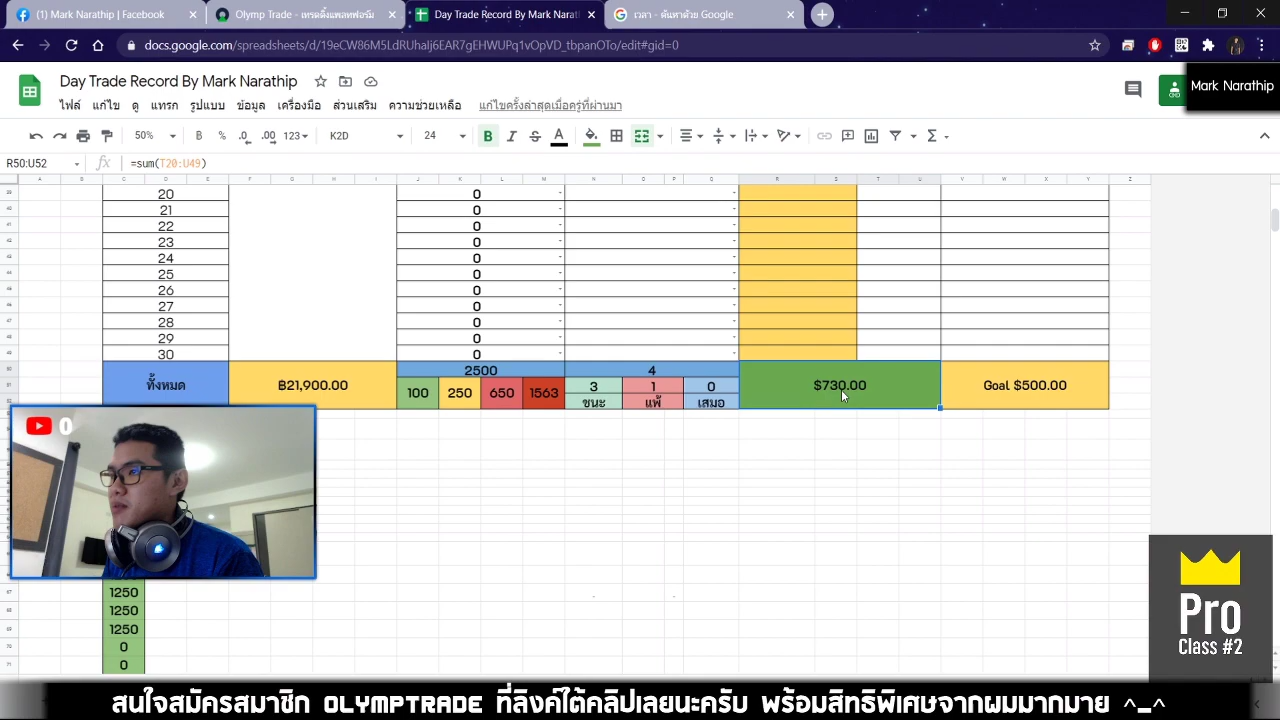 (1) Mark Narathip | Facebook
Olymp Trade - เทรดดิ้งแพลทฟอร์ม
Day Trade Record By Mark Narat
เวลา - ค้นหาด้วย Google
docs.google.com/spreadsheets/d/19eCW86M5LdRUhaIj6EAR7gEHWUPq1vOpVD_tbpanOTo/edit#gid=0
Day Trade Record By Mark Narathip
Mark Narathip
ไฟล์ แก้ไข ดู แทรก รูปแบบ ข้อมูล เครื่องมือ ส่วนเสริม ความช่วยเหลือ แก้ไขครั้งล่าสุดเมื่อครู่ที่ผ่านมา
50% B % .0 .00 123 K2D 24 B I S A Σ
R50:U52 fx =sum(T20:U49)
A B C D E F G H I J K L M N O P Q R S T U V W X Y Z
20 0 - -
21 0 - -
22 0 - -
23 0 - -
24 0 - -
25 0 - -
26 0 - -
27 0 - -
28 0 - -
29 0 - -
30 0 - -
2500 4
ทั้งหมด ฿21,900.00 100 250 650 1563 3 1 0 $730.00 Goal $500.00
ชนะ แพ้ เสมอ
0
1250
1250
1250
0
0
Pro
Class #2
สนใจสมัครสมาชิก OLYMPTRADE ที่ลิงค์ใต้คลิปเลยนะครับ พร้อมสิทธิพิเศษจากผมมากมาย ^_^